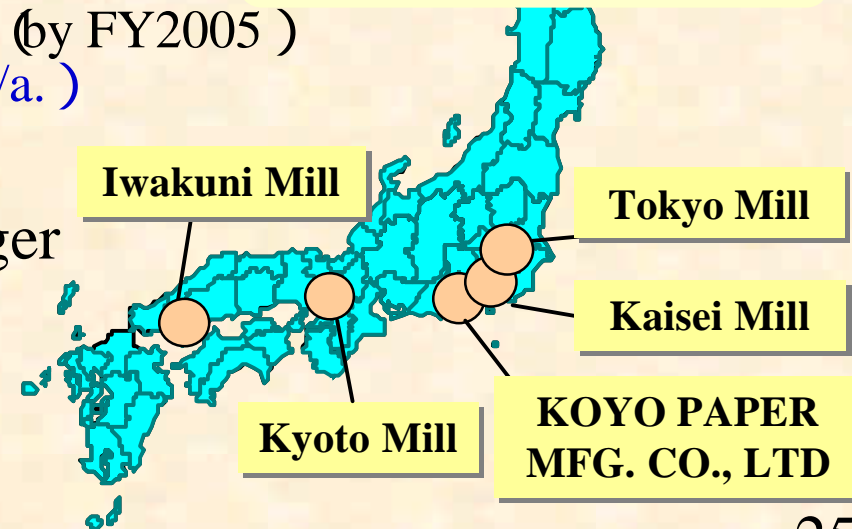 (by FY2005 )
/a. )
Iwakuni Mill
Tokyo Mill
ger
Kaisei Mill
KOYO PAPER
MFG. CO., LTD
Kyoto Mill